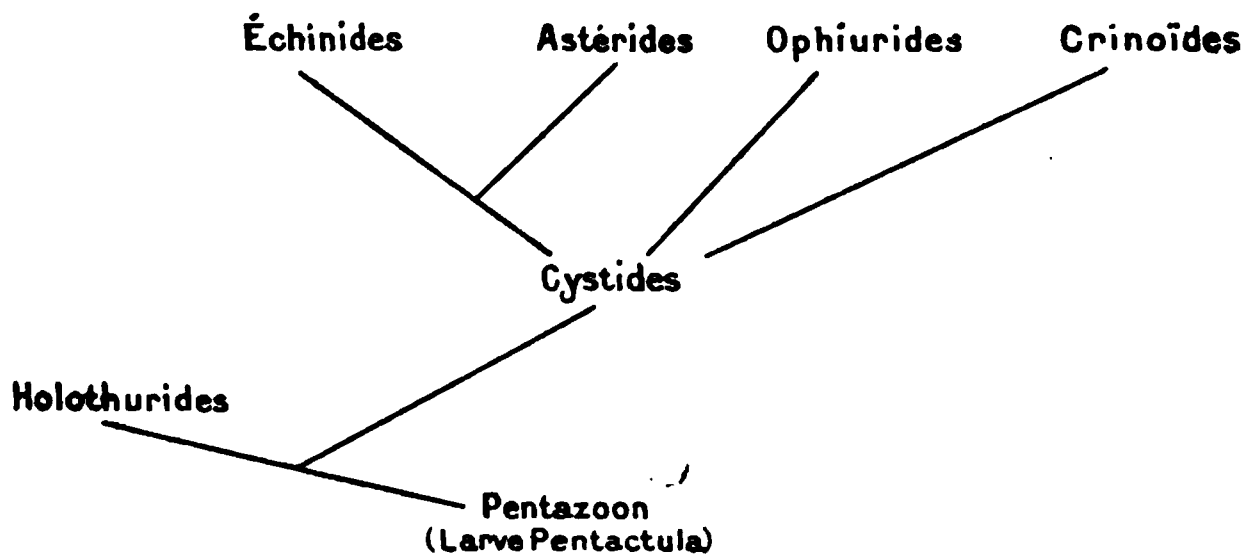 Échinides Astérides Ophiurides Crinoïdes
Cystides
Holothurides
Pentazoon
(Larve Pentactula)